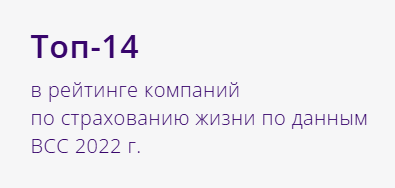 Топ-14
в рейтинге компаний
по страхованию жизни по данным
ВСС 2022 г.